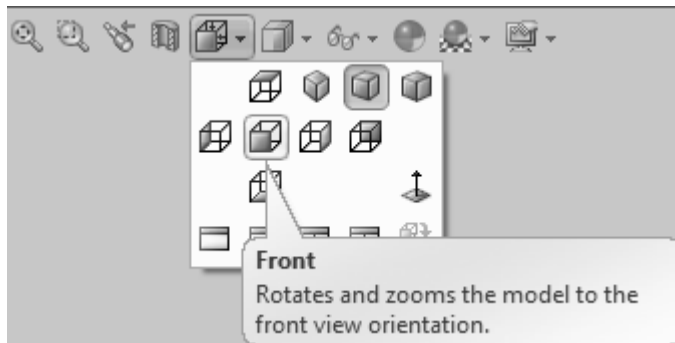 Front
Rotates and zooms the model to the
front view orientation.